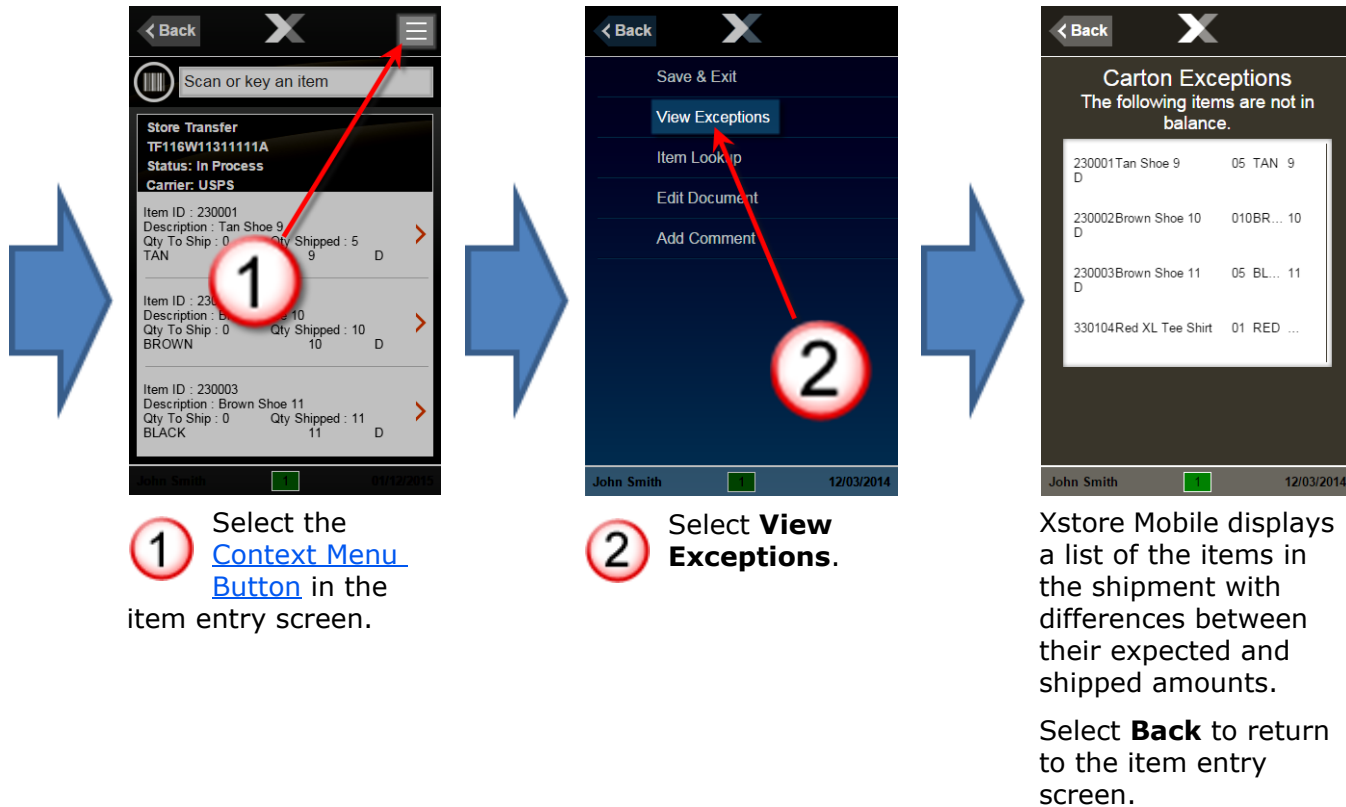 Back
Scan or key an item
Store Transfer
TF116W11311111A
Status: In Process
Carrier: USPS
Item ID : 230001
Description : Tan Shoe 9
Qty To Ship : 0 Qty Shipped : 5
TAN 9 D
Item ID : 230
Description : B 10
Qty To Ship : 0 Qty Shipped : 10
BROWN 10 D
Item ID : 230003
Description : Brown Shoe 11
Qty To Ship : 0 Qty Shipped : 11
BLACK 11 D
John Smith 1 01/12/2015
1
1 Select the
Context Menu
Button in the
item entry screen.
Back
Save & Exit
View Exceptions
Item Lookup
Edit Document
Add Comment
2
John Smith 1 12/03/2014
2 Select View
Exceptions.
Back
Carton Exceptions
The following items are not in
balance.
230001Tan Shoe 9 05 TAN 9
D
230002Brown Shoe 10 010BR... 10
D
230003Brown Shoe 11 05 BL... 11
D
330104Red XL Tee Shirt 01 RED ...
John Smith 1 12/03/2014
Xstore Mobile displays
a list of the items in
the shipment with
differences between
their expected and
shipped amounts.
Select Back to return
to the item entry
screen.